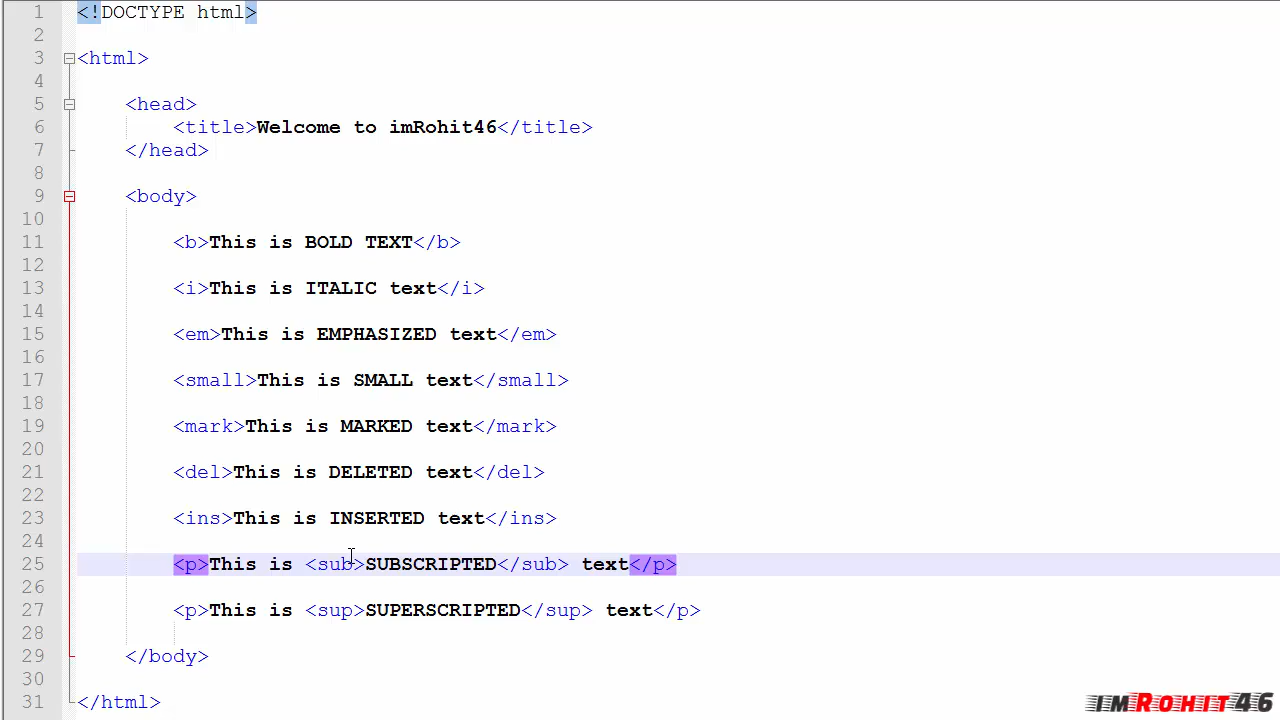 1 <!DOCTYPE html>
2
3 <html>
4
5 <head>
6 <title>Welcome to imRohit46</title>
7 </head>
8
9 <body>
10
11 <b>This is BOLD TEXT</b>
12
13 <i>This is ITALIC text</i>
14
15 <em>This is EMPHASIZED text</em>
16
17 <small>This is SMALL text</small>
18
19 <mark>This is MARKED text</mark>
20
21 <del>This is DELETED text</del>
22
23 <ins>This is INSERTED text</ins>
24
25 <p>This is <sub>SUBSCRIPTED</sub> text</p>
26
27 <p>This is <sup>SUPERSCRIPTED</sup> text</p>
28
29 </body>
30
31 </html>
imRohit46